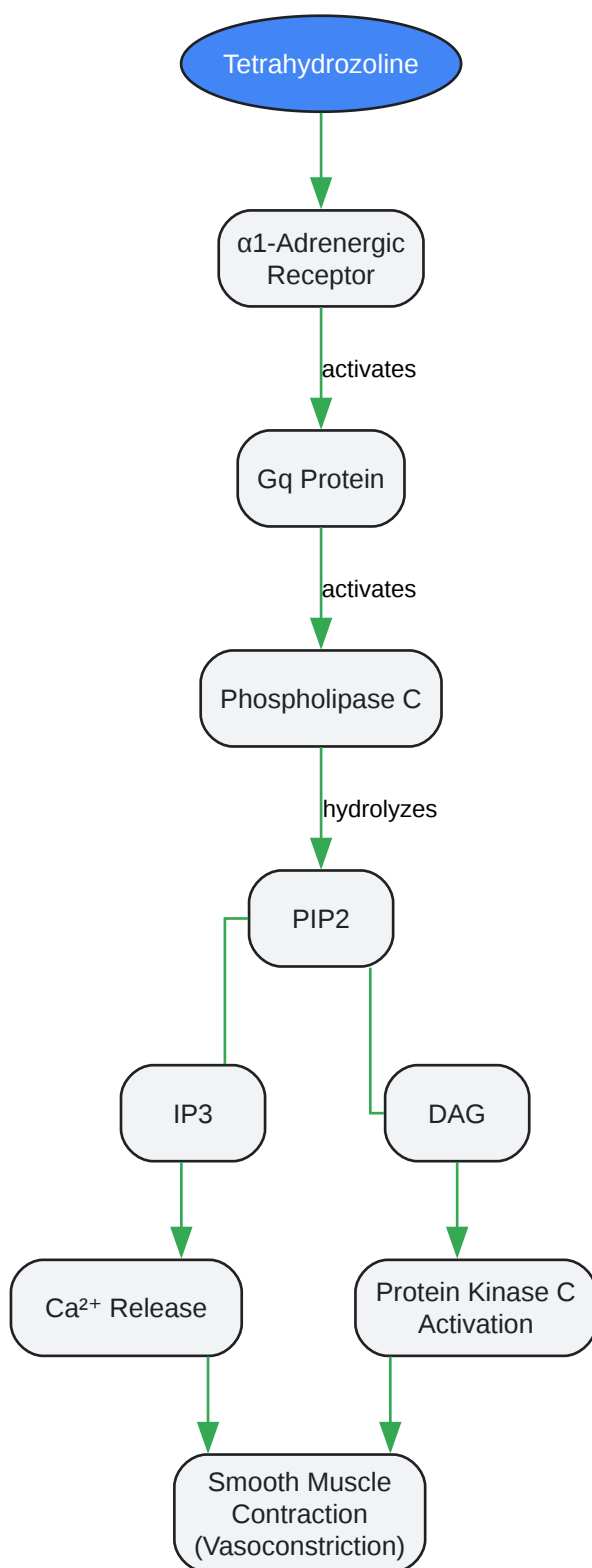 Tetrahydrozoline
α1-Adrenergic
Receptor
activates
Gq Protein
activates
Phospholipase C
hydrolyzes
PIP2
IP3
DAG
Ca²⁺ Release
Protein Kinase C
Activation
Smooth Muscle
Contraction
(Vasoconstriction)